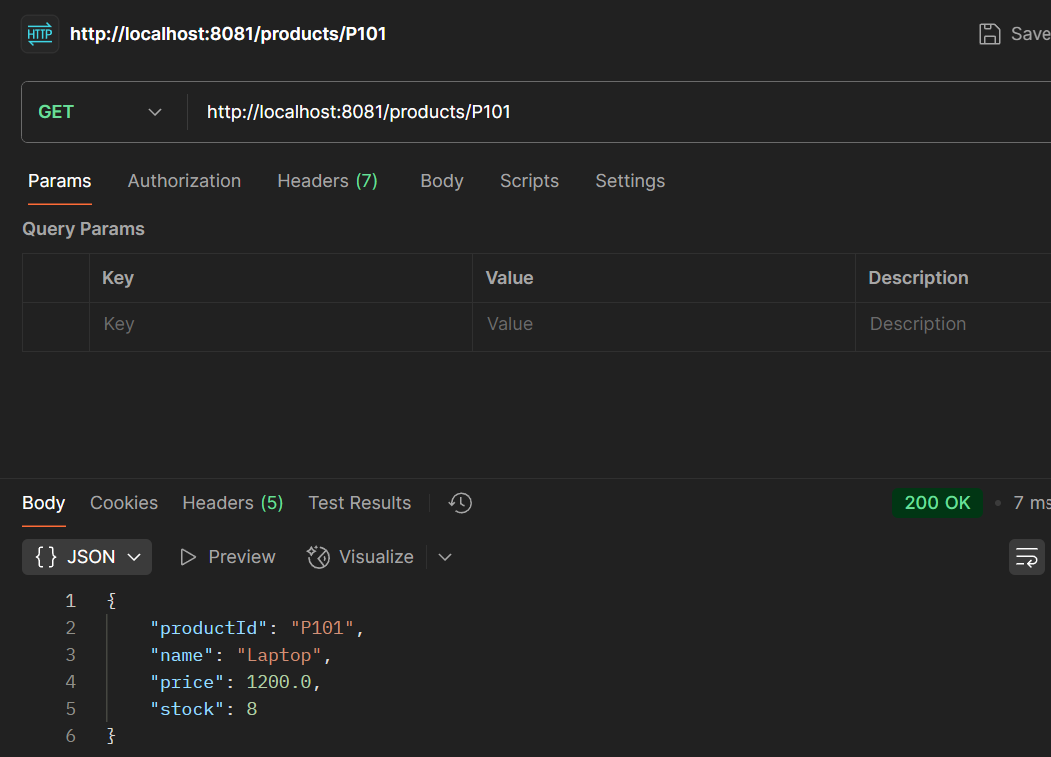 HTTP http://localhost:8081/products/P101 Save
GET http://localhost:8081/products/P101
Params Authorization Headers (7) Body Scripts Settings
Query Params
Key Value Description
Key Value Description
Body Cookies Headers (5) Test Results 200 OK • 7 ms
{} JSON Preview Visualize
1 {
2 "productId": "P101",
3 "name": "Laptop",
4 "price": 1200.0,
5 "stock": 8
6 }